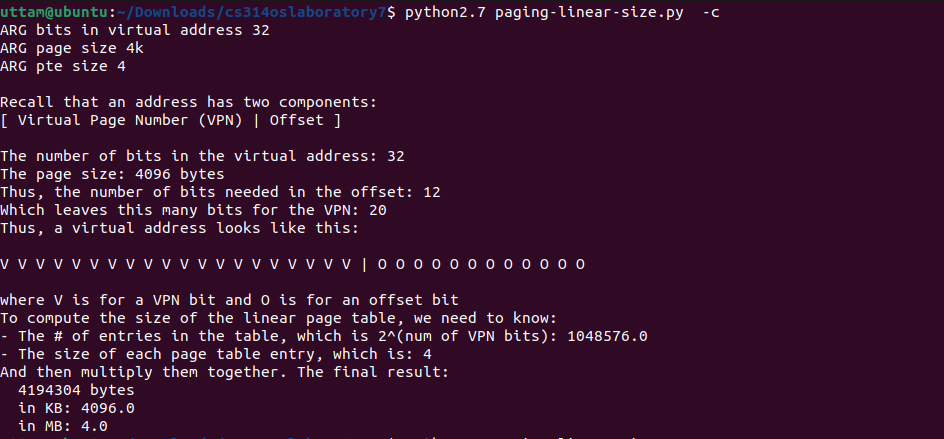 uttam@ubuntu:~/Downloads/cs314oslaboratory7$ python2.7 paging-linear-size.py  -c
ARG bits in virtual address 32
ARG page size 4k
ARG pte size 4
Recall that an address has two components:
[ Virtual Page Number (VPN) | Offset ]
The number of bits in the virtual address: 32
The page size: 4096 bytes
Thus, the number of bits needed in the offset: 12
Which leaves this many bits for the VPN: 20
Thus, a virtual address looks like this:
V V V V V V V V V V V V V V V V V V V V | O O O O O O O O O O O O
where V is for a VPN bit and O is for an offset bit
To compute the size of the linear page table, we need to know:
- The # of entries in the table, which is 2^(num of VPN bits): 1048576.0
- The size of each page table entry, which is: 4
And then multiply them together. The final result:
  4194304 bytes
  in KB: 4096.0
  in MB: 4.0